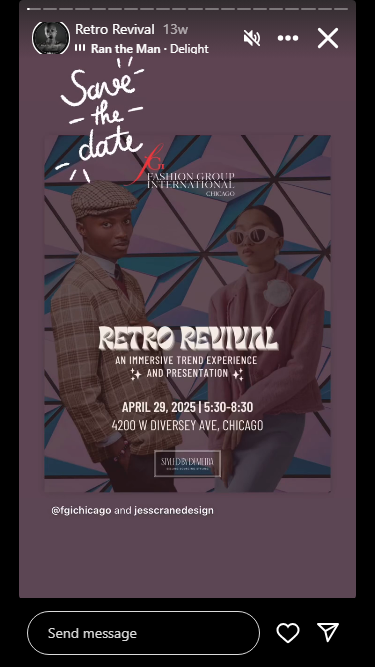 Retro Revival 13w
Ran the Man · Delight
Save
the
date
FASHION GROUP
INTERNATIONAL
CHICAGO
RETRO REVIVAL
AN IMMERSIVE TREND EXPERIENCE
AND PRESENTATION
APRIL 29, 2025 | 5:30-8:30
4200 W DIVERSEY AVE, CHICAGO
@fgichicago and jesscranedesign
Send message